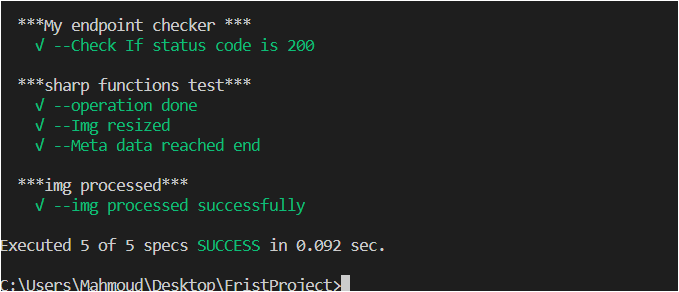 ***My endpoint checker ***
√ --Check If status code is 200
***sharp functions test***
√ --operation done
√ --Img resized
√ --Meta data reached end
***img processed***
√ --img processed successfully
Executed 5 of 5 specs SUCCESS in 0.092 sec.
C:\Users\Mahmoud\Desktop\FristProject>